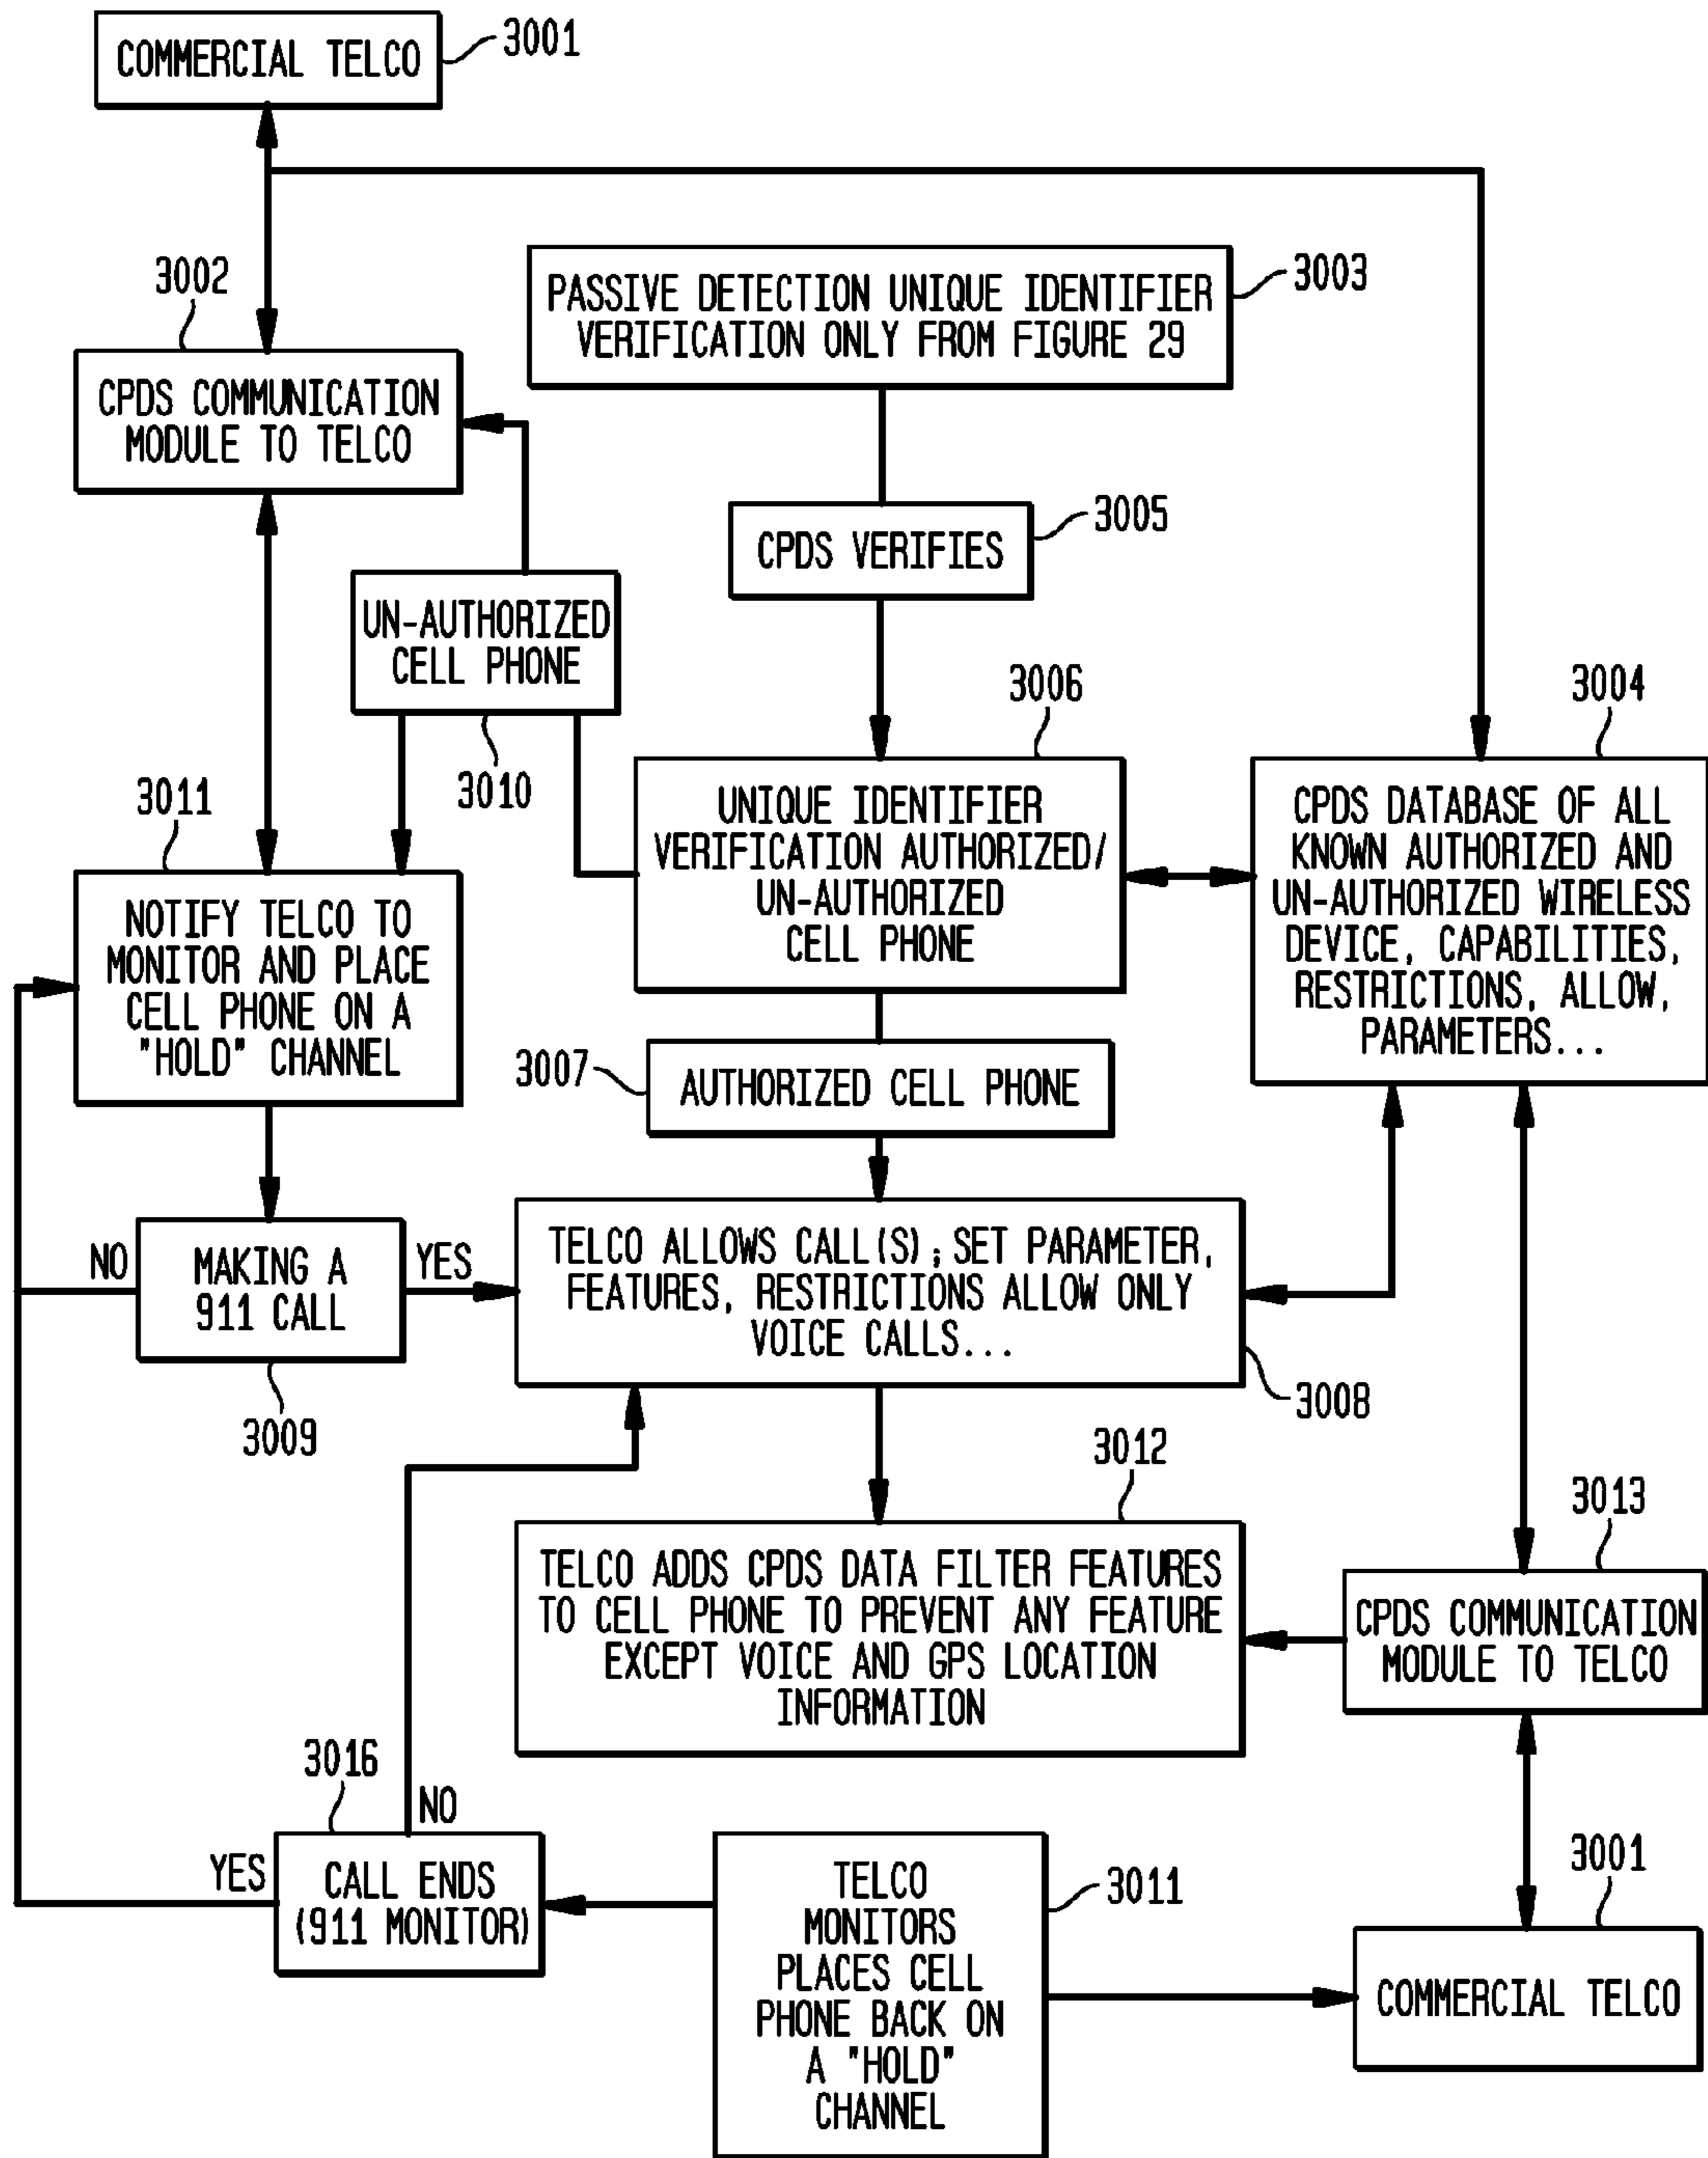 COMMERCIAL TELCO
3001
3002
CPDS COMMUNICATION
MODULE TO TELCO
PASSIVE DETECTION UNIQUE IDENTIFIER
VERIFICATION ONLY FROM FIGURE 29
3003
CPDS VERIFIES
3005
UN-AUTHORIZED
CELL PHONE
3010
3006
UNIQUE IDENTIFIER
VERIFICATION AUTHORIZED/
UN-AUTHORIZED
CELL PHONE
3004
CPDS DATABASE OF ALL
KNOWN AUTHORIZED AND
UN-AUTHORIZED WIRELESS
DEVICE, CAPABILITIES,
RESTRICTIONS, ALLOW,
PARAMETERS...
3011
NOTIFY TELCO TO
MONITOR AND PLACE
CELL PHONE ON A
"HOLD" CHANNEL
3007
AUTHORIZED CELL PHONE
NO
MAKING A
911 CALL
YES
3009
TELCO ALLOWS CALL(S); SET PARAMETER,
FEATURES, RESTRICTIONS ALLOW ONLY
VOICE CALLS...
3008
3012
TELCO ADDS CPDS DATA FILTER FEATURES
TO CELL PHONE TO PREVENT ANY FEATURE
EXCEPT VOICE AND GPS LOCATION
INFORMATION
3013
CPDS COMMUNICATION
MODULE TO TELCO
3016
NO
YES
CALL ENDS
(911 MONITOR)
TELCO
MONITORS
PLACES CELL
PHONE BACK ON
A "HOLD"
CHANNEL
3011
3001
COMMERCIAL TELCO